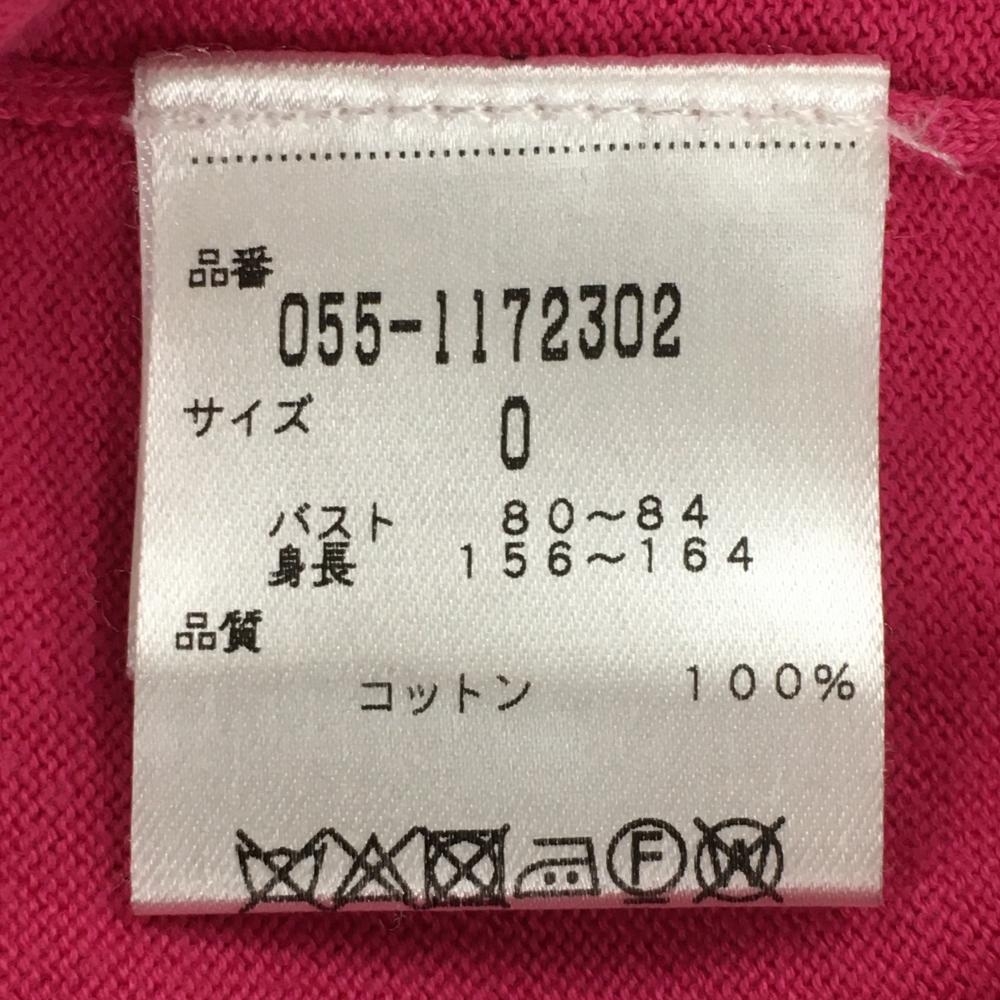 品番
055-1172302
サイズ 0
バスト 80～84
身長 156～164
品質
コットン 100%
F W